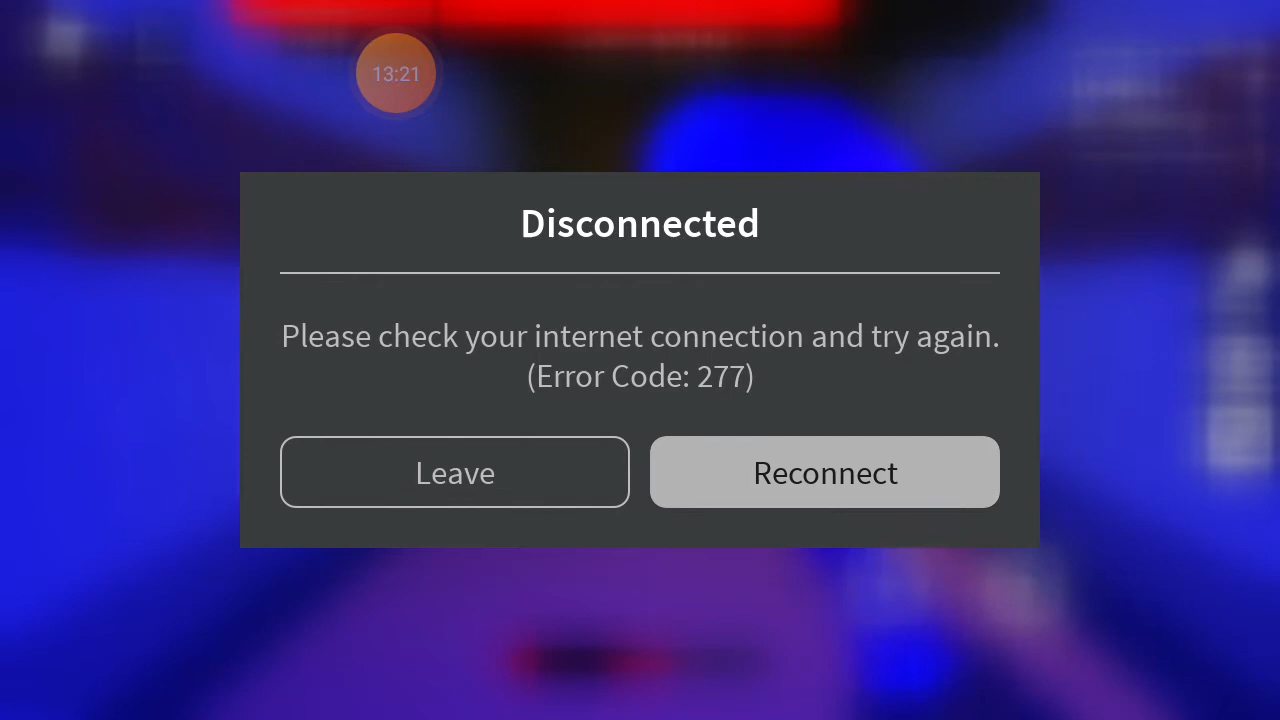 13:21
Disconnected
Please check your internet connection and try again.
(Error Code: 277)
Leave
Reconnect